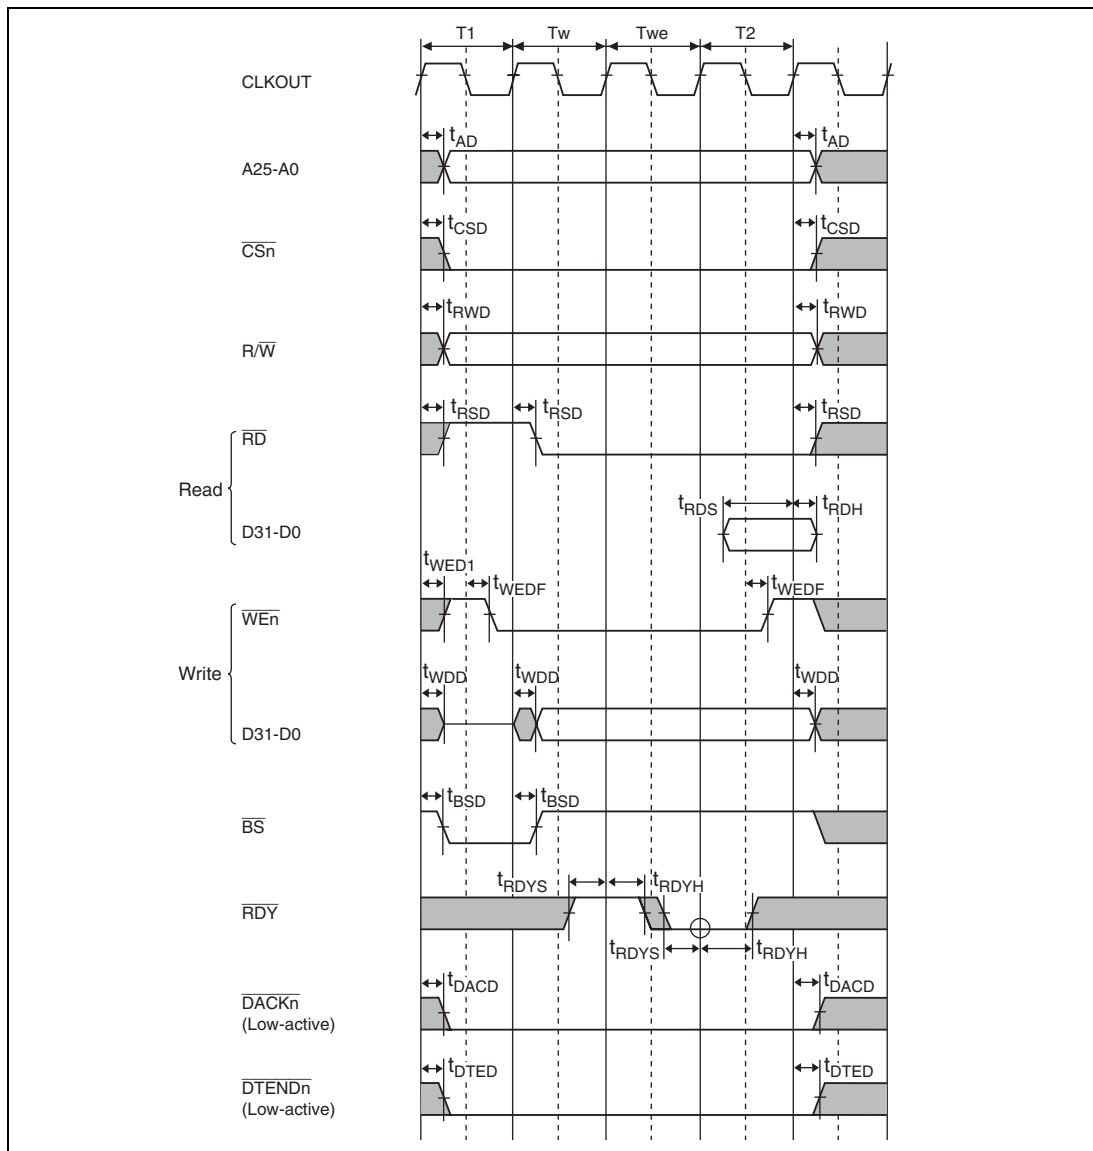 T1 Tw Twe T2
CLKOUT
tAD tAD
A25-A0
tCSD tCSD
CSn
tRWD tRWD
R/W
tRSD tRSD tRSD
RD
Read
tRDS tRDH
D31-D0
tWED1 tWEDF tWEDF
WEn
Write
tWDD tWDD tWDD
D31-D0
tBSD tBSD
BS
tRDYS tRDYH
RDY
tRDYS tRDYH
tDACD tDACD
DACKn
(Low-active)
tDTED tDTED
DTENDn
(Low-active)